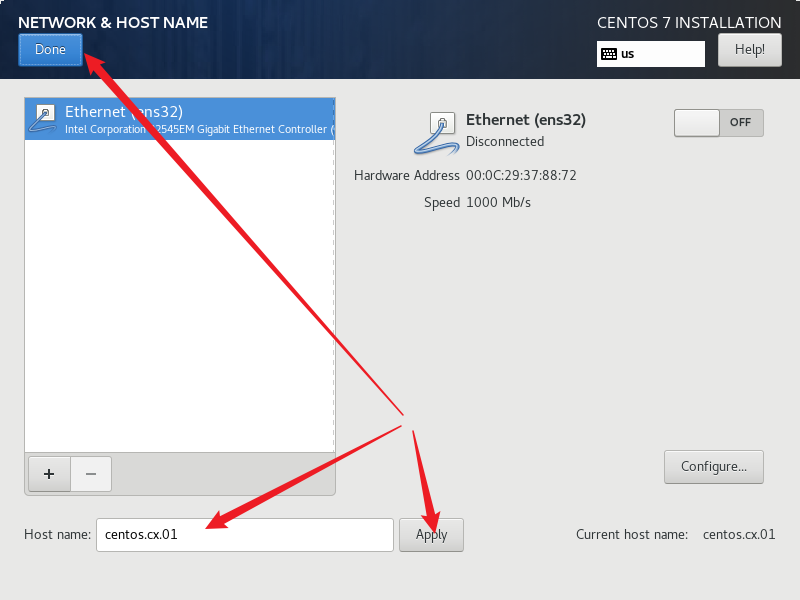 NETWORK & HOST NAME
CENTOS 7 INSTALLATION
Done
us
Help!
Ethernet (ens32)
Intel Corporation 82545EM Gigabit Ethernet Controller (
Ethernet (ens32)
Disconnected
OFF
Hardware Address 00:0C:29:37:88:72
Speed 1000 Mb/s
+
−
Configure...
Host name: centos.cx.01
Apply
Current host name: centos.cx.01